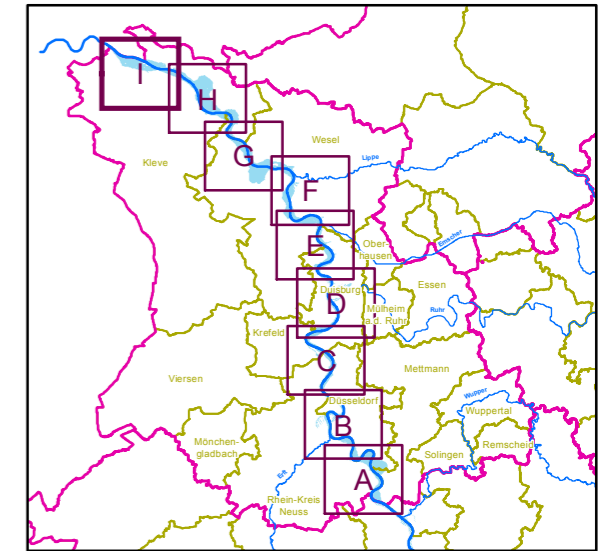 I
H
Wesel
G
Kleve
Lippe
F
Ober-
hausen
Emscher
E
Essen
Duisburg
D
Mülheim
a.d. Ruhr
Ruhr
Krefeld
C
Mettmann
Viersen
Wupper
Düsseldorf
Wuppertal
B
Mönchen-
gladbach
Remscheid
Solingen
Erft
A
Rhein-Kreis
Neuss